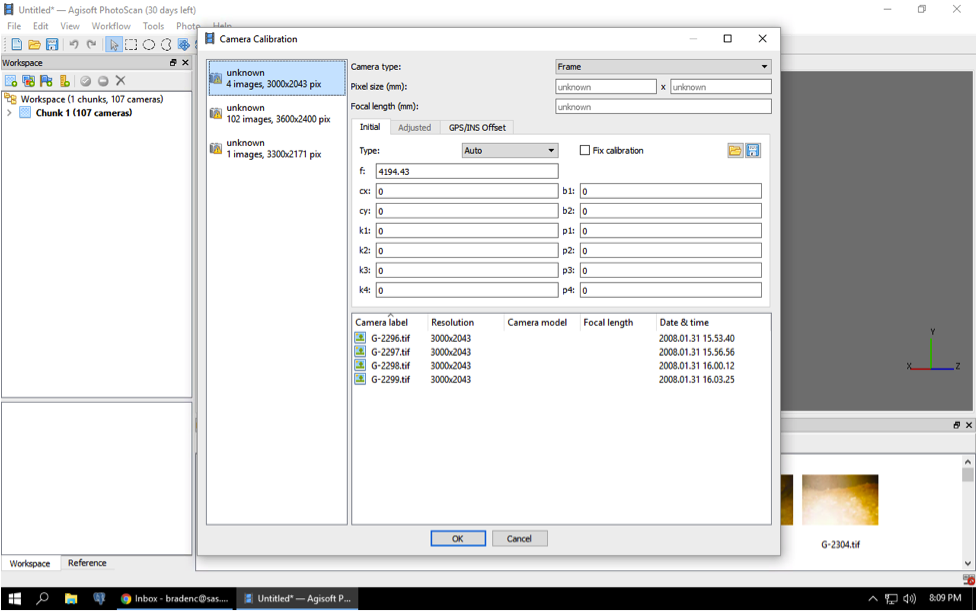 Untitled* — Agisoft PhotoScan (30 days left)
File Edit View Workflow Tools Photo Help
Workspace
Workspace (1 chunks, 107 cameras)
Chunk 1 (107 cameras)
Camera Calibration
unknown
4 images, 3000x2043 pix
unknown
102 images, 3600x2400 pix
unknown
1 images, 3300x2171 pix
Camera type: Frame
Pixel size (mm): unknown x unknown
Focal length (mm): unknown
Initial Adjusted GPS/INS Offset
Type: Auto Fix calibration
f: 4194.43
cx: 0 b1: 0
cy: 0 b2: 0
k1: 0 p1: 0
k2: 0 p2: 0
k3: 0 p3: 0
k4: 0 p4: 0
Camera label Resolution Camera model Focal length Date & time
G-2296.tif 3000x2043 2008.01.31 15.53.40
G-2297.tif 3000x2043 2008.01.31 15.56.56
G-2298.tif 3000x2043 2008.01.31 16.00.12
G-2299.tif 3000x2043 2008.01.31 16.03.25
OK Cancel
Y
X Z
G-2304.tif
Workspace Reference
Inbox - bradenc@sas....
Untitled* — Agisoft P...
8:09 PM